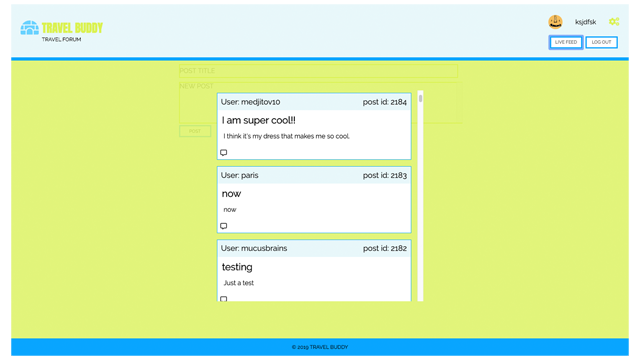 TRAVEL BUDDY
TRAVEL FORUM
ksjdfsk
LIVE FEED
LOG OUT
POST TITLE
NEW POST
POST
User: medjitov10 post id: 2184
I am super cool!!
I think it's my dress that makes me so cool.
User: paris post id: 2183
now
now
User: mucusbrains post id: 2182
testing
Just a test
© 2019 TRAVEL BUDDY